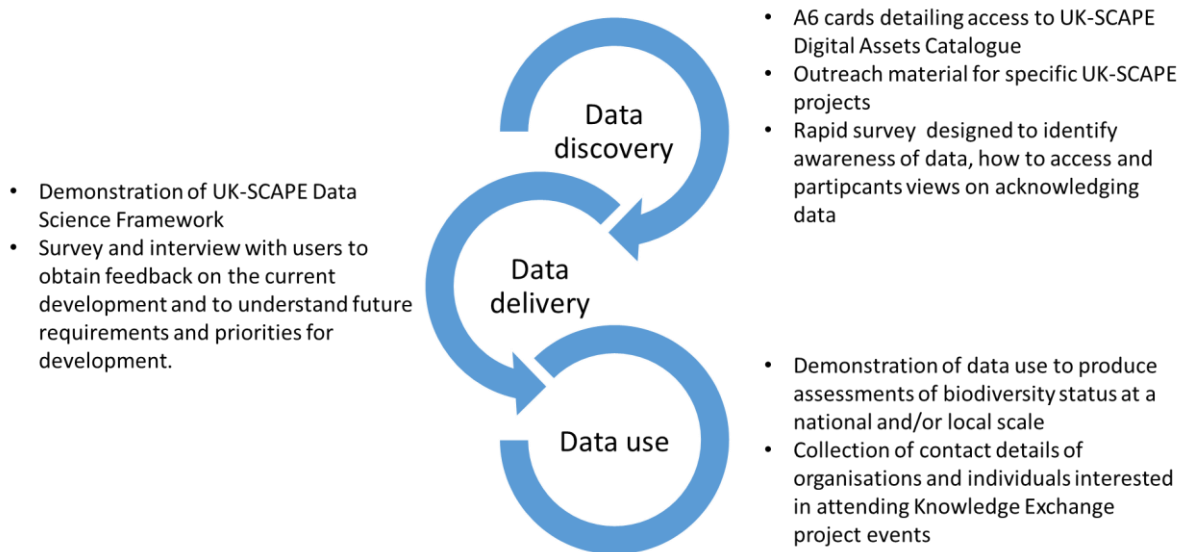 Data
discovery
• A6 cards detailing access to UK-SCAPE
Digital Assets Catalogue
• Outreach material for specific UK-SCAPE
projects
• Rapid survey designed to identify
awareness of data, how to access and
partipcants views on acknowledging
data
Data
delivery
• Demonstration of UK-SCAPE Data
Science Framework
• Survey and interview with users to
obtain feedback on the current
development and to understand future
requirements and priorities for
development.
Data use
• Demonstration of data use to produce
assessments of biodiversity status at a
national and/or local scale
• Collection of contact details of
organisations and individuals interested
in attending Knowledge Exchange
project events